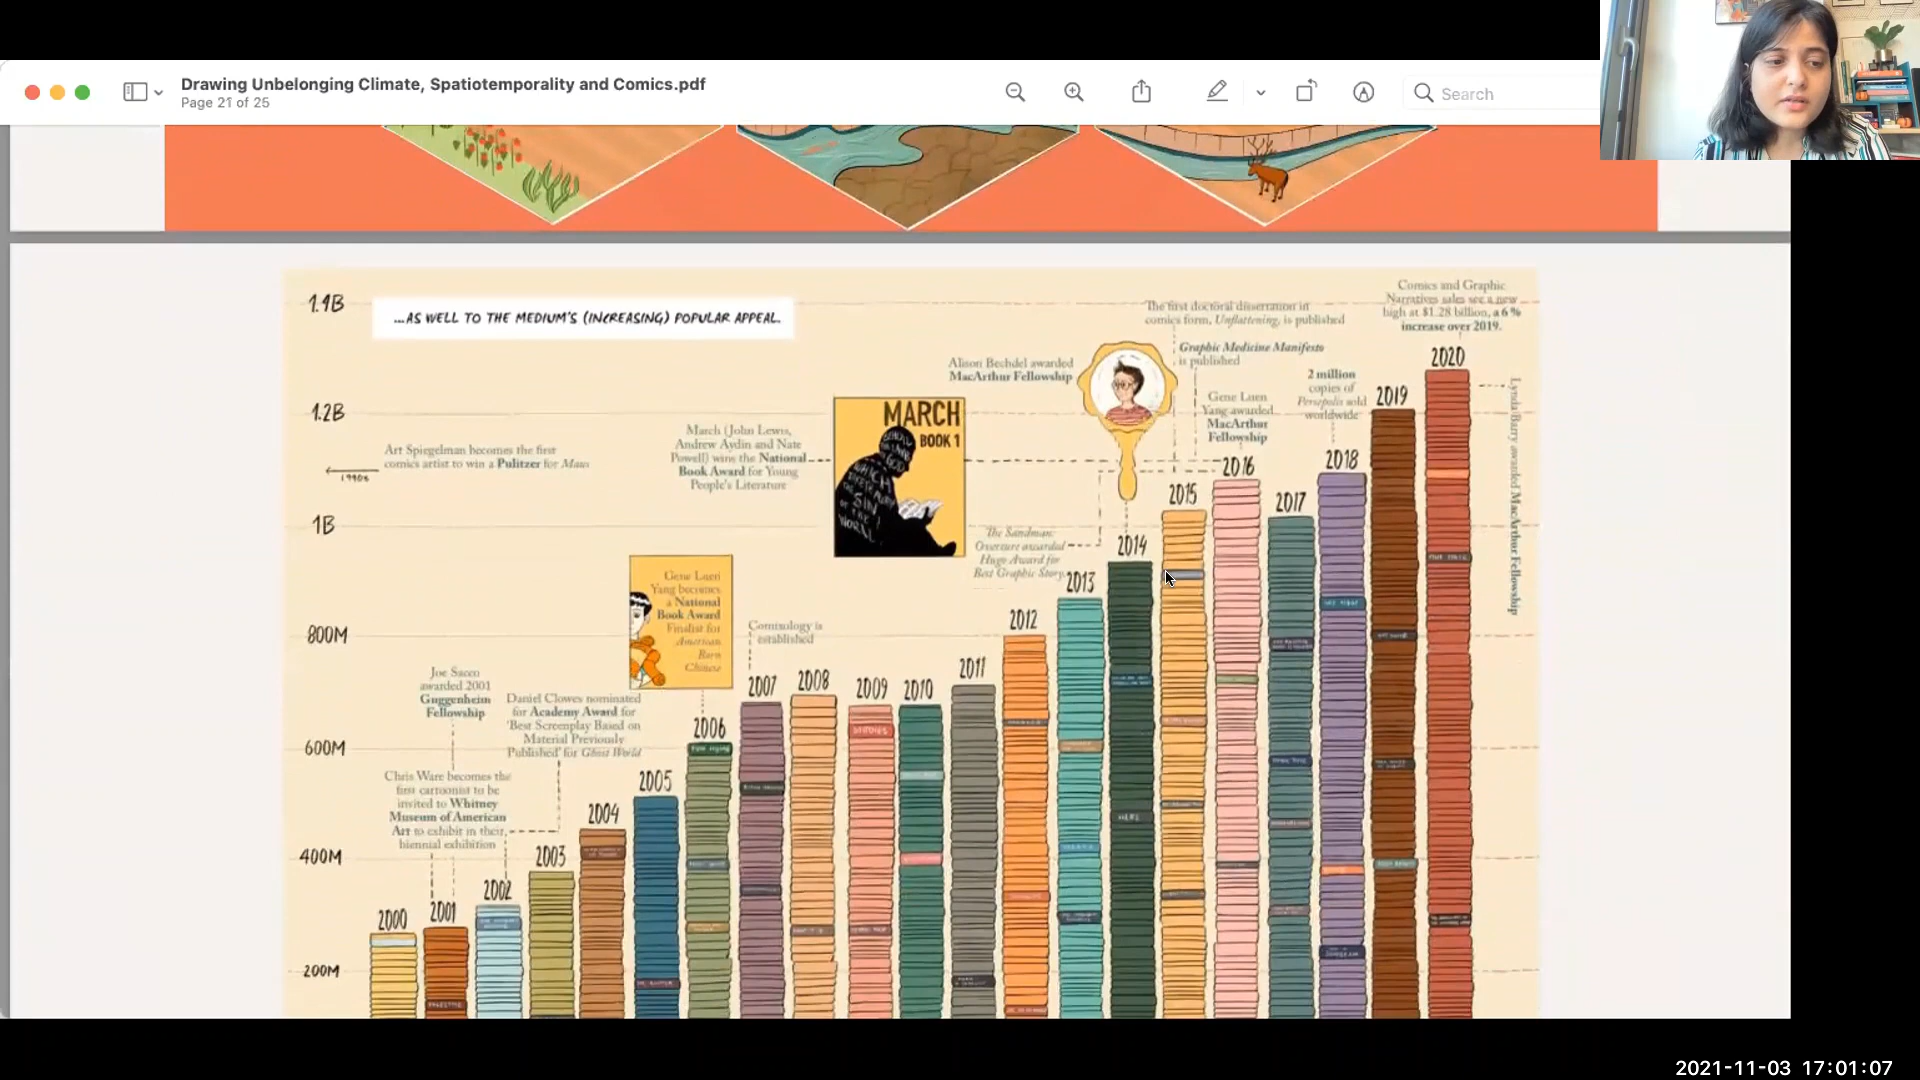 Drawing Unbelonging Climate, Spatiotemporality and Comics.pdf
Page 21 of 25
Search
1.4B
...AS WELL TO THE MEDIUM'S (INCREASING) POPULAR APPEAL.
The first doctoral dissertation in
comics form, Unflattening, is published
Comics and Graphic
Narratives sales see a new
high at $1.28 billion, a 6%
increase over 2019.
Graphic Medicine Manifesto
is published
Alison Bechdel awarded
MacArthur Fellowship
2 million
copies of
Persepolis sold
worldwide
2020
2019
Gene Luen
Yang awarded
MacArthur
Fellowship
Lynda Barry awarded MacArthur Fellowship
1.2B
MARCH
BOOK 1
March (John Lewis,
Andrew Aydin and Nate
Powell) wins the National
Book Award for Young
People's Literature
Art Spiegelman becomes the first
comics artist to win a Pulitzer for Maus
1990s
2018
2016
2015
2017
1B
The Sandman:
Overture awarded
Hugo Award for
Best Graphic Story
2014
2013
Gene Luen
Yang becomes
a National
Book Award
Finalist for
American
Born
Chinese
2012
800M
Comixology is
established
2011
Joe Sacco
awarded 2001
Guggenheim
Fellowship
Daniel Clowes nominated
for Academy Award for
'Best Screenplay Based on
Material Previously
Published' for Ghost World
2007
2008
2009
2010
2006
600M
2005
Chris Ware becomes the
first cartoonist to be
invited to Whitney
Museum of American
Art to exhibit in their
biennial exhibition
2004
400M
2003
2002
2001
2000
HERE
200M
PALESTINE
2021-11-03 17:01:07